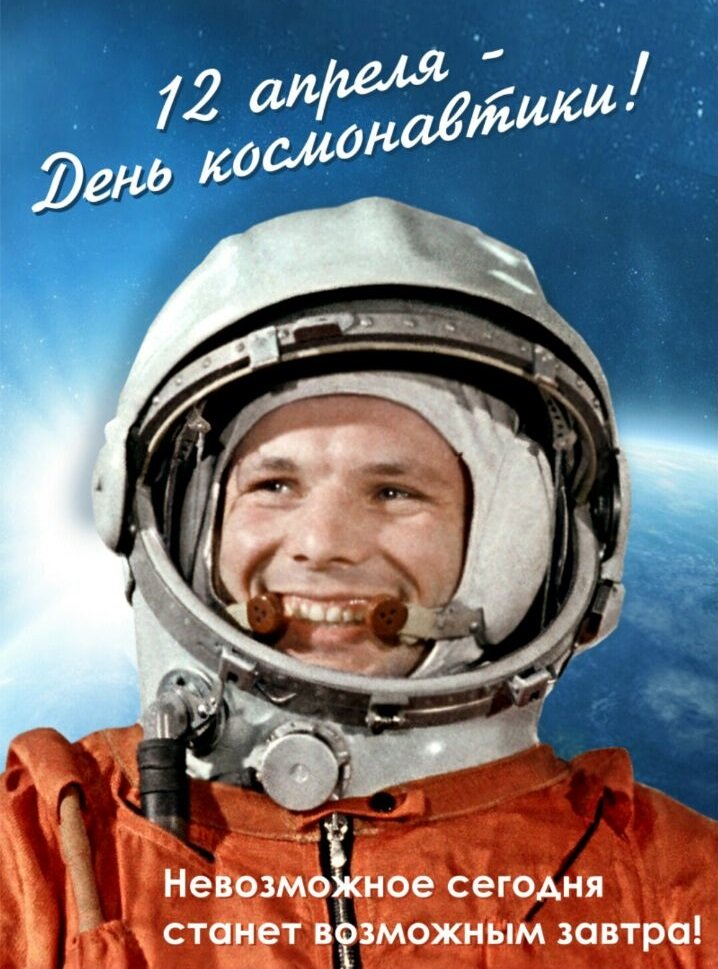 12 апреля -
День космонавтики!
Невозможное сегодня
станет возможным завтра!